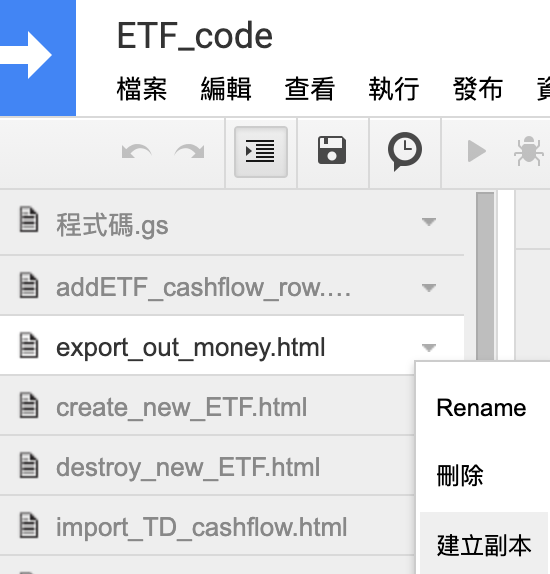 ETF_code
檔案 編輯 查看 執行 發布
程式碼.gs
addETF_cashflow_row....
export_out_money.html
Rename
create_new_ETF.html
刪除
destroy_new_ETF.html
建立副本
import_TD_cashflow.html